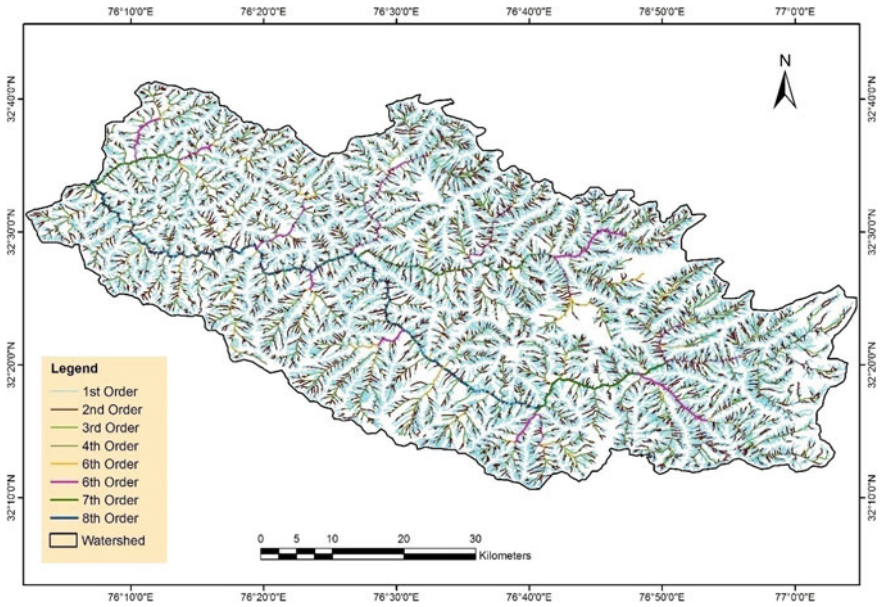 76°10'0"E 76°20'0"E 76°30'0"E 76°40'0"E 76°50'0"E 77°0'0"E
N
32°40'0"N 32°40'0"N
32°30'0"N 32°30'0"N
32°20'0"N 32°20'0"N
32°10'0"N 32°10'0"N
Legend
1st Order
2nd Order
3rd Order
4th Order
6th Order
6th Order
7th Order
8th Order
Watershed
0 5 10 20 30
Kilometers
76°10'0"E 76°20'0"E 76°30'0"E 76°40'0"E 76°50'0"E 77°0'0"E